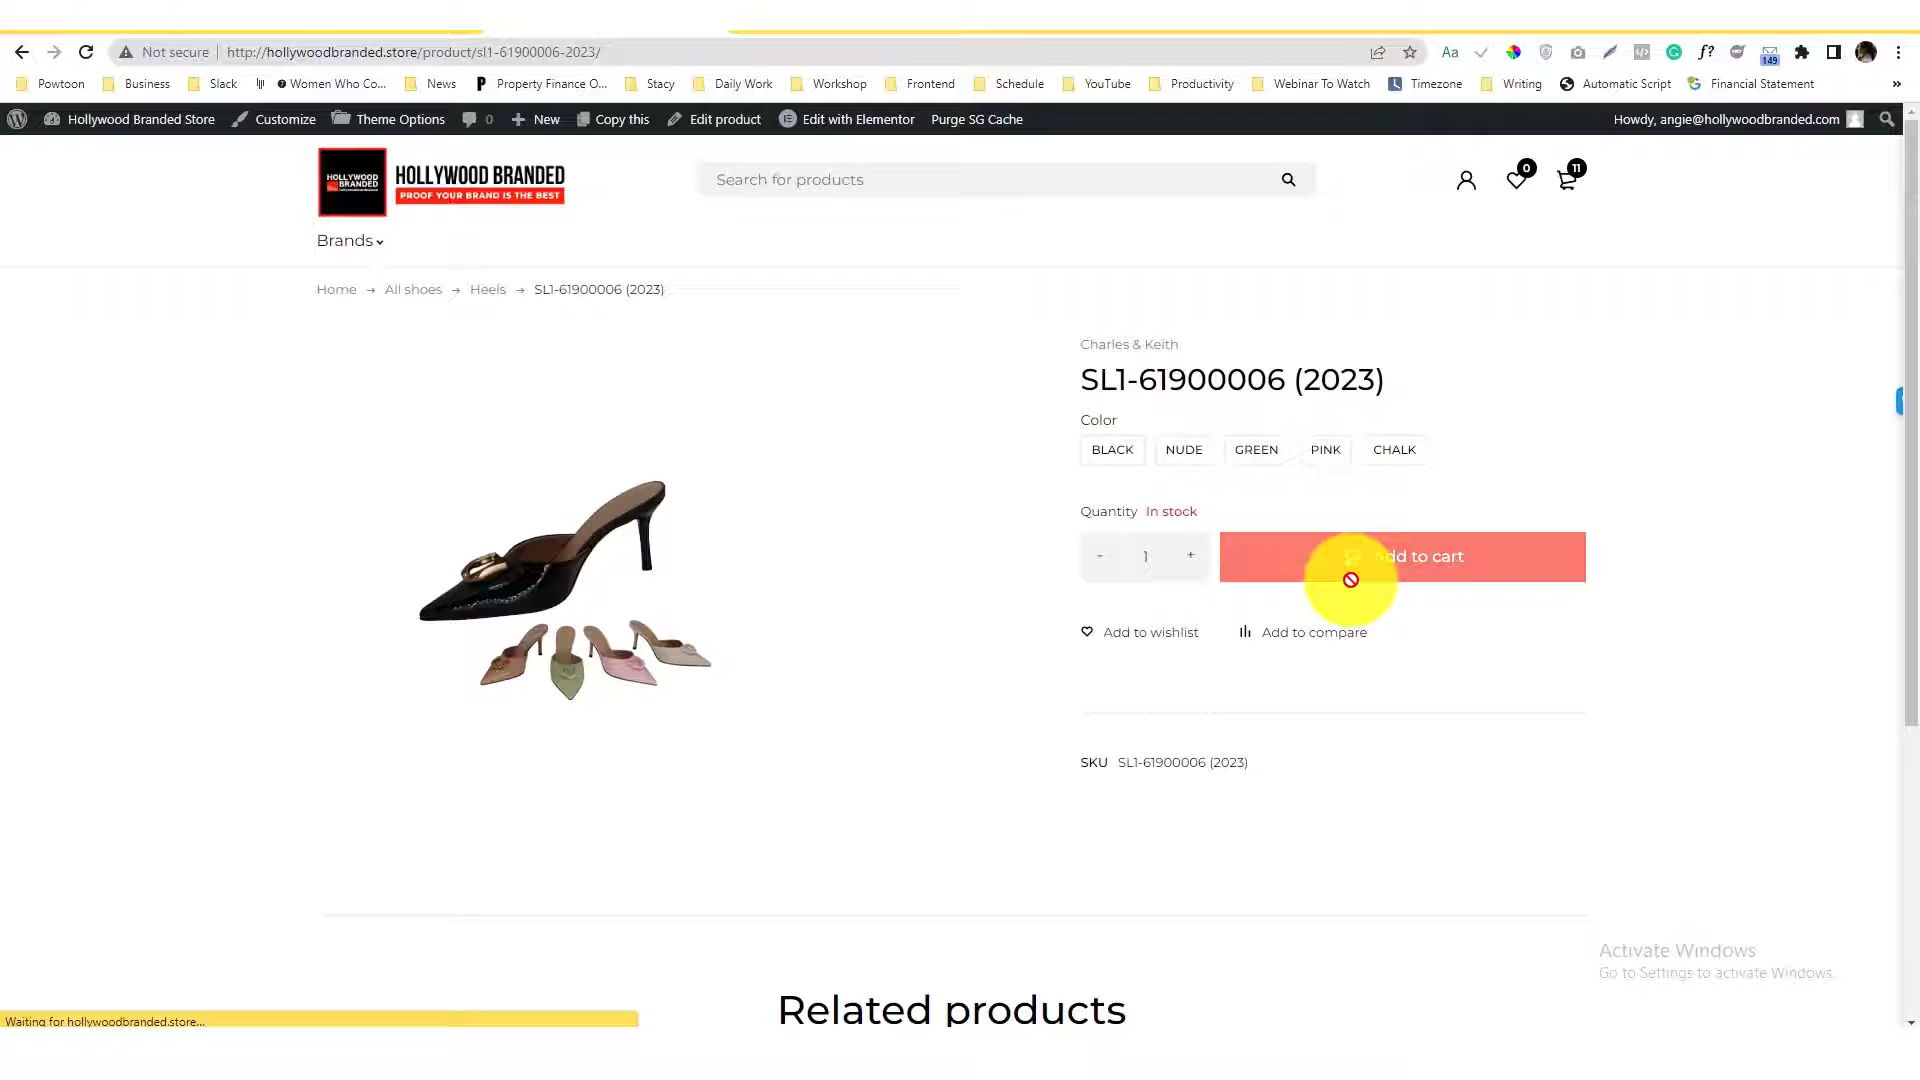 Not secure http://hollywoodbranded.store/product/sl1-61900006-2023/
Aa f? 149
Powtoon Business Slack Women Who Co... News Property Finance O... Stacy Daily Work Workshop Frontend Schedule YouTube Productivity Webinar To Watch Timezone Writing Automatic Script Financial Statement »
Hollywood Branded Store Customize Theme Options 0 New Copy this Edit product Edit with Elementor Purge SG Cache Howdy, angie@hollywoodbranded.com
HOLLYWOOD BRANDED
HOLLYWOOD BRANDED
PROOF YOUR BRAND IS THE BEST
Search for products
0
11
Brands
Home → All shoes → Heels → SL1-61900006 (2023)
Charles & Keith
SL1-61900006 (2023)
Color
BLACK NUDE GREEN PINK CHALK
Quantity In stock
- 1 + dd to cart
Add to wishlist Add to compare
SKU SL1-61900006 (2023)
Activate Windows
Go to Settings to activate Windows.
Related products
Waiting for hollywoodbranded.store...